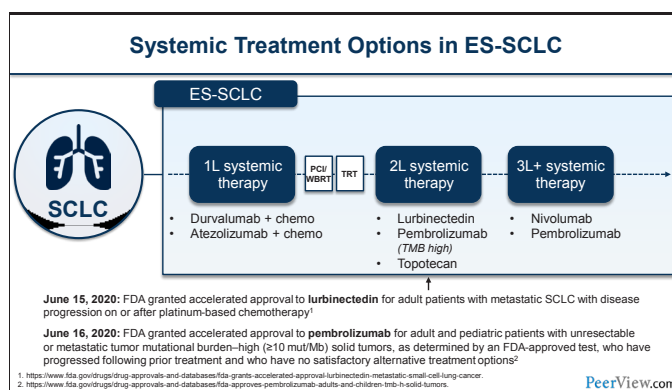 Systemic Treatment Options in ES-SCLC
ES-SCLC
SCLC
1L systemic
therapy
PCI/
WBRT
TRT
2L systemic
therapy
3L+ systemic
therapy
• Durvalumab + chemo
• Atezolizumab + chemo
• Lurbinectedin
• Pembrolizumab
(TMB high)
• Topotecan
• Nivolumab
• Pembrolizumab
June 15, 2020: FDA granted accelerated approval to lurbinectedin for adult patients with metastatic SCLC with disease
progression on or after platinum-based chemotherapy1
June 16, 2020: FDA granted accelerated approval to pembrolizumab for adult and pediatric patients with unresectable
or metastatic tumor mutational burden–high (≥10 mut/Mb) solid tumors, as determined by an FDA-approved test, who have
progressed following prior treatment and who have no satisfactory alternative treatment options2
1. https://www.fda.gov/drugs/drug-approvals-and-databases/fda-grants-accelerated-approval-lurbinectedin-metastatic-small-cell-lung-cancer.
2. https://www.fda.gov/drugs/drug-approvals-and-databases/fda-approves-pembrolizumab-adults-and-children-tmb-h-solid-tumors.
PeerView.com